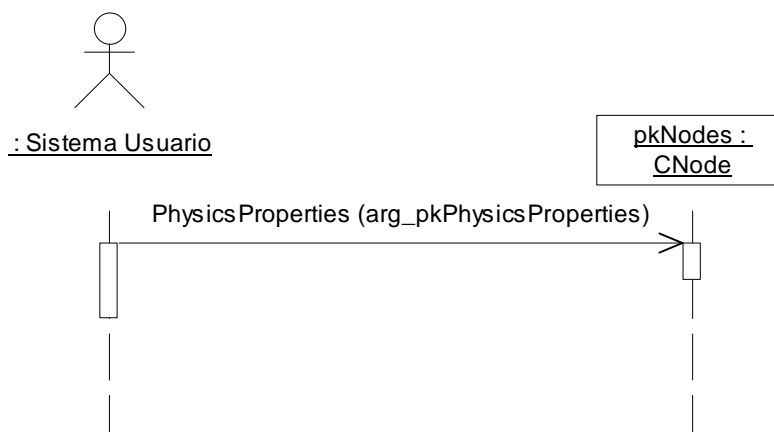 : Sistema Usuario
pkNodes :
CNode
PhysicsProperties (arg_pkPhysicsProperties)